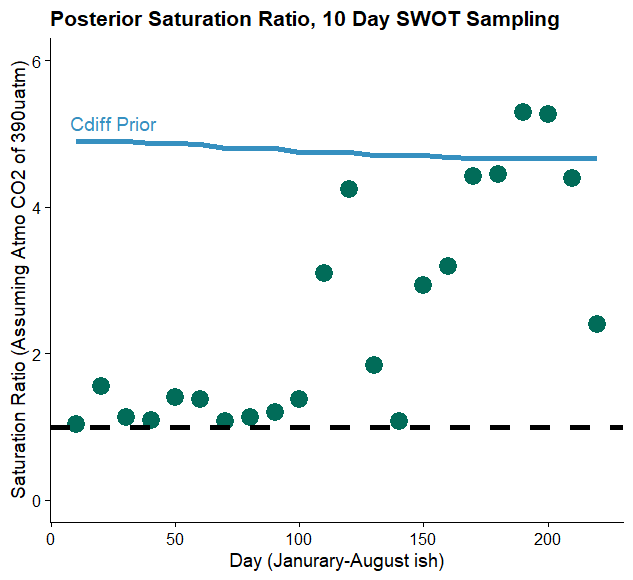 Posterior Saturation Ratio, 10 Day SWOT Sampling
Saturation Ratio (Assuming Atmo CO2 of 390uatm)
6
4
2
0
Cdiff Prior
0 50 100 150 200
Day (Janurary-August ish)